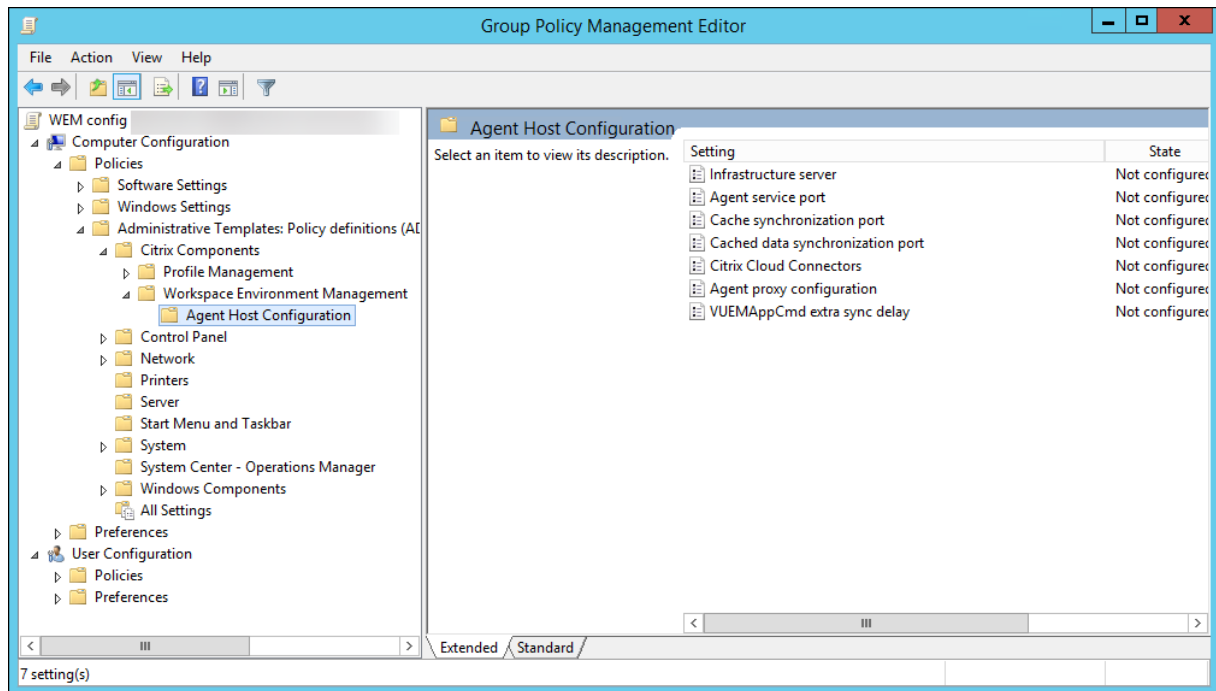 Group Policy Management Editor
File Action View Help
WEM config
Computer Configuration
Policies
Software Settings
Windows Settings
Administrative Templates: Policy definitions (AD
Citrix Components
Profile Management
Workspace Environment Management
Agent Host Configuration
Control Panel
Network
Printers
Server
Start Menu and Taskbar
System
System Center - Operations Manager
Windows Components
All Settings
Preferences
User Configuration
Policies
Preferences
Agent Host Configuration
Select an item to view its description.
Setting State
Infrastructure server Not configured
Agent service port Not configured
Cache synchronization port Not configured
Cached data synchronization port Not configured
Citrix Cloud Connectors Not configured
Agent proxy configuration Not configured
VUEMAppCmd extra sync delay Not configured
Extended Standard
7 setting(s)